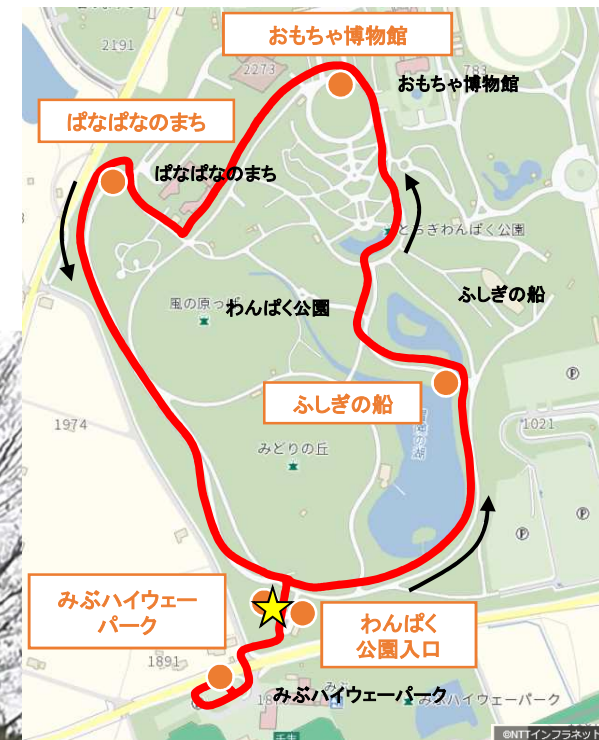 2191
おもちゃ博物館
2273
783
おもちゃ博物館
ぱなぱなのまち
ぱなぱなのまち
とちぎわんぱく公園
ふしぎの船
風の原っぱ
わんぱく公園
ふしぎの船
1974
1021
みどりの丘
Ⓟ
Ⓟ
Ⓟ
みぶハイウェー
パーク
わんぱく
公園入口
1891
みぶハイウェーパーク
みぶハイウェーパーク
みぶ
壬生
©NTTインフラネット